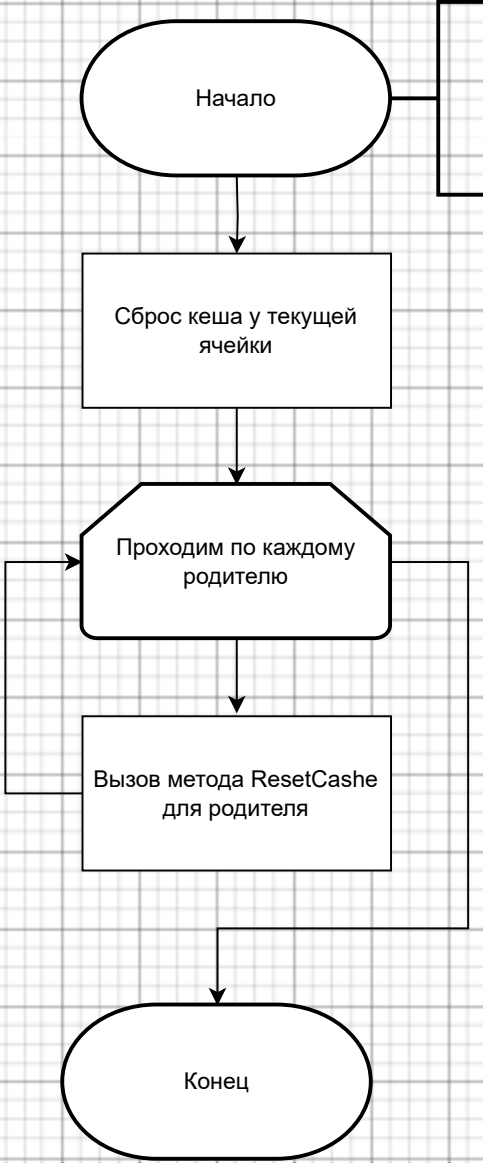 Начало
Сброс кеша у текущей
ячейки
Проходим по каждому
родителю
Вызов метода ResetCashe
для родителя
Конец